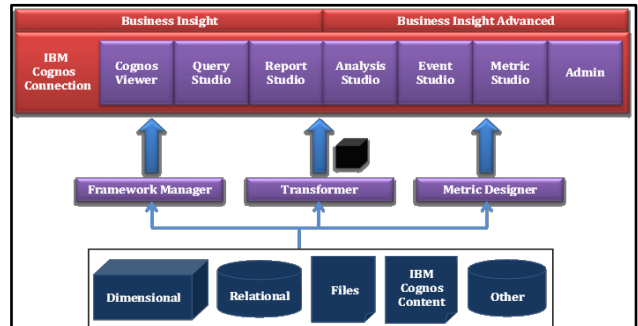 Business Insight
Business Insight Advanced
IBM
Cognos
Connection
Cognos
Viewer
Query
Studio
Report
Studio
Analysis
Studio
Event
Studio
Metric
Studio
Admin
Framework Manager
Transformer
Metric Designer
Dimensional
Relational
Files
IBM
Cognos
Content
Other